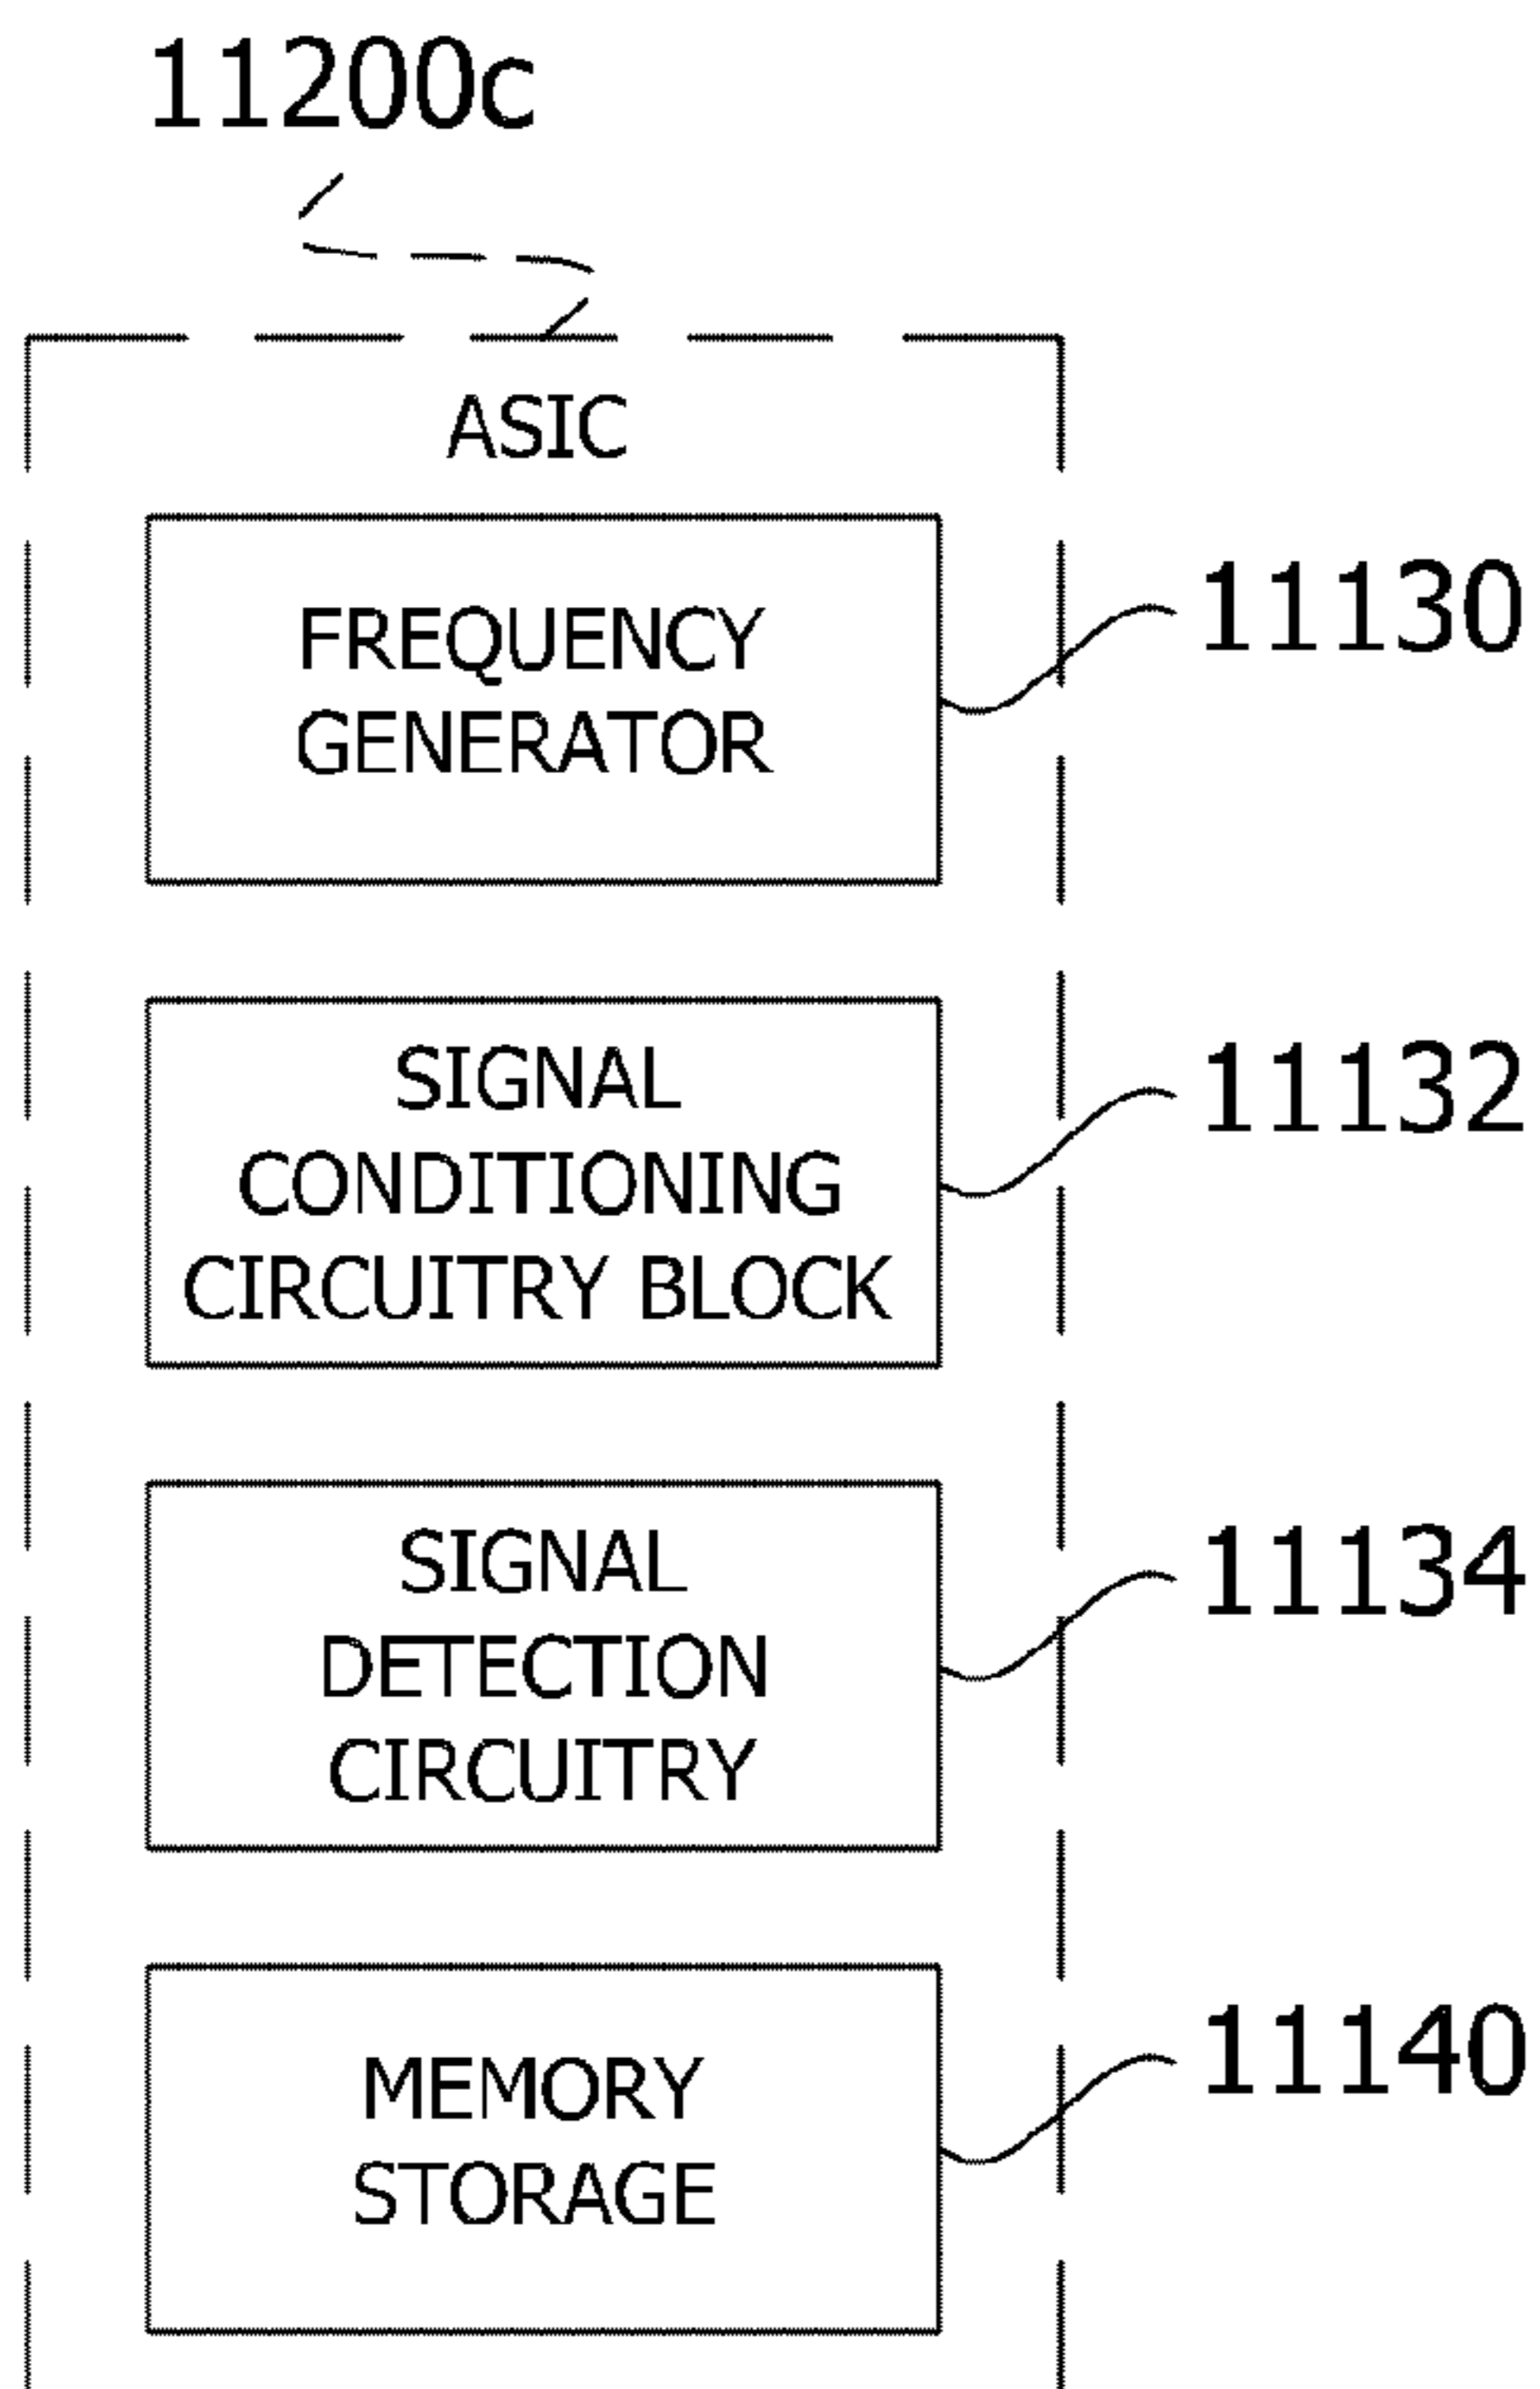 11200c
ASIC
FREQUENCY
GENERATOR
11130
SIGNAL
CONDITIONING
CIRCUITRY BLOCK
11132
SIGNAL
DETECTION
CIRCUITRY
11134
MEMORY
STORAGE
11140